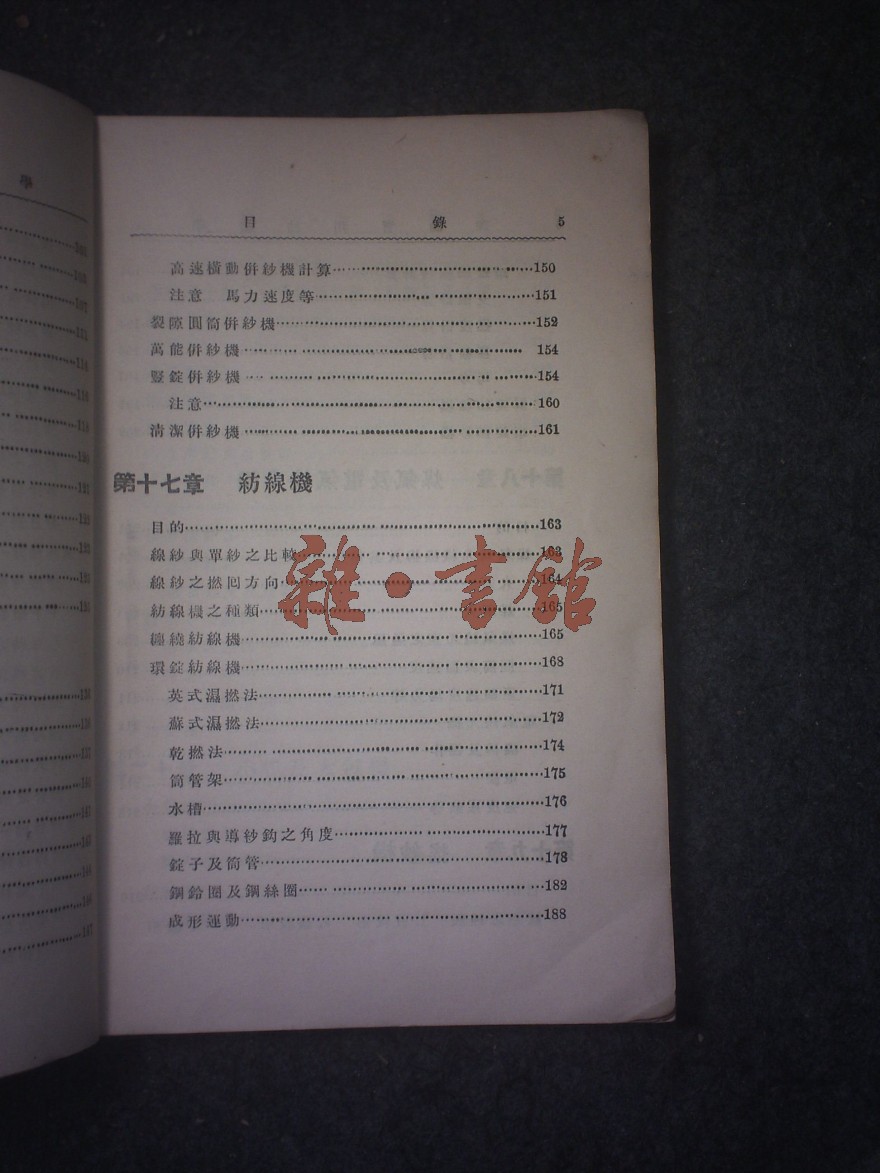 目錄 5
高速橫動併紗機計算 150
注意 馬力速度等 151
裂隙圓筒併紗機 152
萬能併紗機 154
豎錠併紗機 154
注意 160
清潔併紗機 161
第十七章 紡線機
目的 163
線紗與單紗之比較 163
線紗之撚囘方向 164
紡線機之種類 165
纏繞紡線機 165
環錠紡線機 168
英式濕撚法 171
蘇式濕撚法 172
乾撚法 174
筒管架 175
水槽 176
羅拉與導紗鈎之角度 177
錠子及筒管 178
鋼鈴圈及鋼絲圈 182
成形運動 188
雜·書館